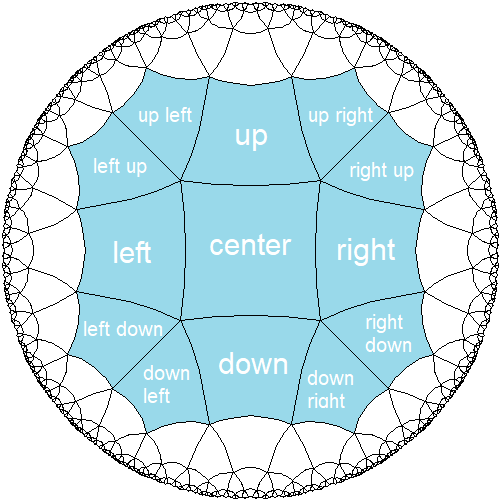 up left
up
up right
left up
right up
left
center
right
left down
right
down
down
left
down
down
right